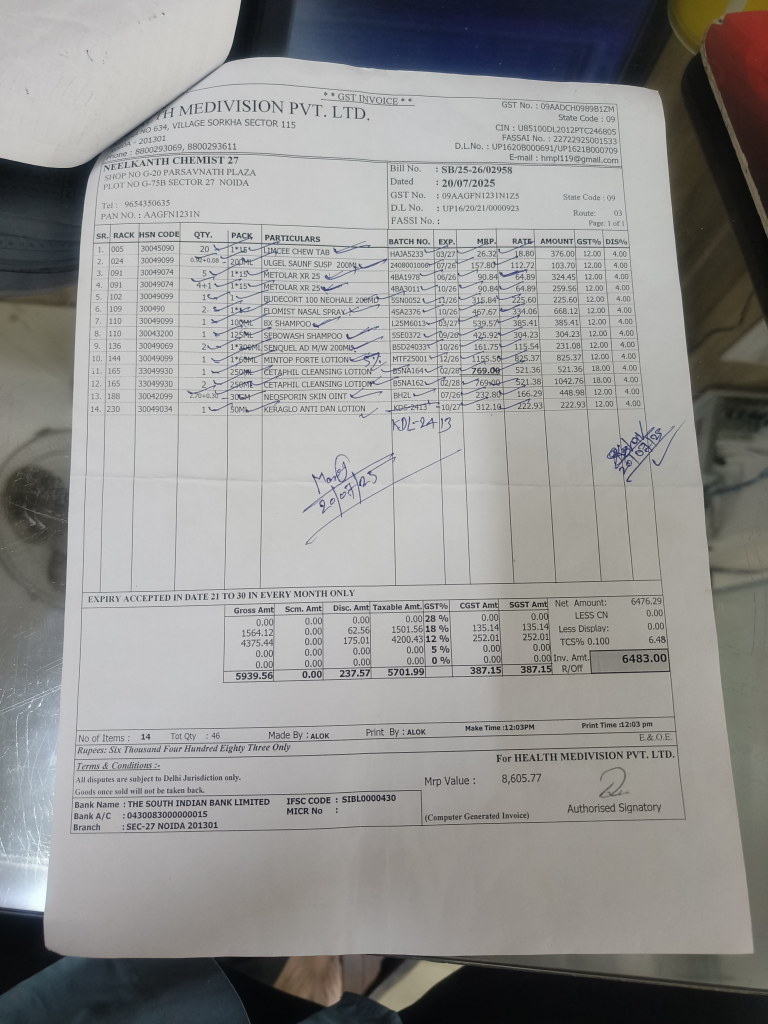 ** GST INVOICE **
TH MEDIVISION PVT. LTD.
NO 634, VILLAGE SORKHA SECTOR 115
- 201301
Phone : 8800293069, 8800293611
GST No. : 09AADCH0989B1ZM
State Code : 09
CIN : U85100DL2012PTC246805
FASSAI No. : 22722925001533
D.L.No. : UP1620B000691/UP1621B000709
E-mail : hmpl119@gmail.com
NEELKANTH CHEMIST 27
SHOP NO G-20 PARSAVNATH PLAZA
PLOT NO G-75B SECTOR 27 NOIDA
Tel : 9654350635
PAN NO. : AAGFN1231N
Bill No. : SB/25-26/02958
Dated : 20/07/2025
GST No. : 09AAGFN1231N1Z5 State Code : 09
D.L No. : UP16/20/21/0000923
Route: 03
FASSI No. : Page: 1 of 1
SR. RACK HSN CODE QTY. PACK PARTICULARS BATCH NO. EXP. MRP. RATE AMOUNT GST% DIS%
1. 005 30045090 20 1*15 LIMCEE CHEW TAB HAJA5233 03/27 26.32 18.80 376.00 12.00 4.00
2. 024 30049099 0.92+0.08 200ML ULGEL SAUNF SUSP 200ML 2408001000 07/26 157.80 112.72 103.70 12.00 4.00
3. 091 30049074 5 1*15 METOLAR XR 25 4BA1978 06/26 90.84 64.89 324.45 12.00 4.00
4. 091 30049074 4+1 1*15 METOLAR XR 25 4BA3011 10/26 90.84 64.89 259.56 12.00 4.00
5. 102 30049099 1 1 BUDECORT 100 NEOHALE 200MD SSN0052 11/26 315.84 225.60 225.60 12.00 4.00
6. 109 300490 2 1 FLOMIST NASAL SPRAY 4SA2376 10/26 467.67 334.06 668.12 12.00 4.00
7. 110 30049099 1 100ML 8X SHAMPOO L25M6013 03/27 539.57 385.41 385.41 12.00 4.00
8. 110 30043200 1 125ML SEBOWASH SHAMPOO SSE0372 09/26 425.92 304.23 304.23 12.00 4.00
9. 136 30049069 2 1*200ML SENQUEL AD M/W 200ML BSD24033 10/26 161.75 115.54 231.08 12.00 4.00
10. 144 30049099 1 1*60ML MINTOP FORTE LOTION 5% MTF25001 12/26 1155.50 825.37 825.37 12.00 4.00
11. 165 33049930 1 250ML CETAPHIL CLEANSING LOTION BSNA164 02/28 769.00 521.36 521.36 18.00 4.00
12. 165 33049930 2 250ML CETAPHIL CLEANSING LOTION BSNA162 02/28 769.00 521.38 1042.76 18.00 4.00
13. 188 30042099 2.70+0.30 30GM NEOSPORIN SKIN OINT BH2L 07/26 232.80 166.29 448.98 12.00 4.00
14. 230 30049034 1 50ML KERAGLO ANTI DAN LOTION KDS-2413 10/27 312.10 222.93 222.93 12.00 4.00
KDL-2413
20/07/25
20/07/25
EXPIRY ACCEPTED IN DATE 21 TO 30 IN EVERY MONTH ONLY
Gross Amt Scm. Amt Disc. Amt Taxable Amt. GST% CGST Amt SGST Amt
0.00 0.00 0.00 0.00 28 % 0.00 0.00
1564.12 0.00 62.56 1501.56 18 % 135.14 135.14
4375.44 0.00 175.01 4200.43 12 % 252.01 252.01
0.00 0.00 0.00 0.00 5 % 0.00 0.00
0.00 0.00 0.00 0.00 0 % 0.00 0.00
5939.56 0.00 237.57 5701.99 387.15 387.15
Net Amount: 6476.29
LESS CN 0.00
Less Display: 0.00
TCS% 0.100 6.48
Inv. Amt. 6483.00
R/Off
No of Items : 14 Tot Qty : 46 Made By : ALOK Print By : ALOK Make Time :12:03PM Print Time :12:03 pm
Rupees: Six Thousand Four Hundred Eighty Three Only E.& O.E.
Terms & Conditions :-
All disputes are subject to Delhi Jurisdiction only.
Goods once sold will not be taken back.
Bank Name : THE SOUTH INDIAN BANK LIMITED IFSC CODE : SIBL0000430
Bank A/C : 0430083000000015 MICR No :
Branch : SEC-27 NOIDA 201301
For HEALTH MEDIVISION PVT. LTD.
Mrp Value : 8,605.77
Authorised Signatory
(Computer Generated Invoice)